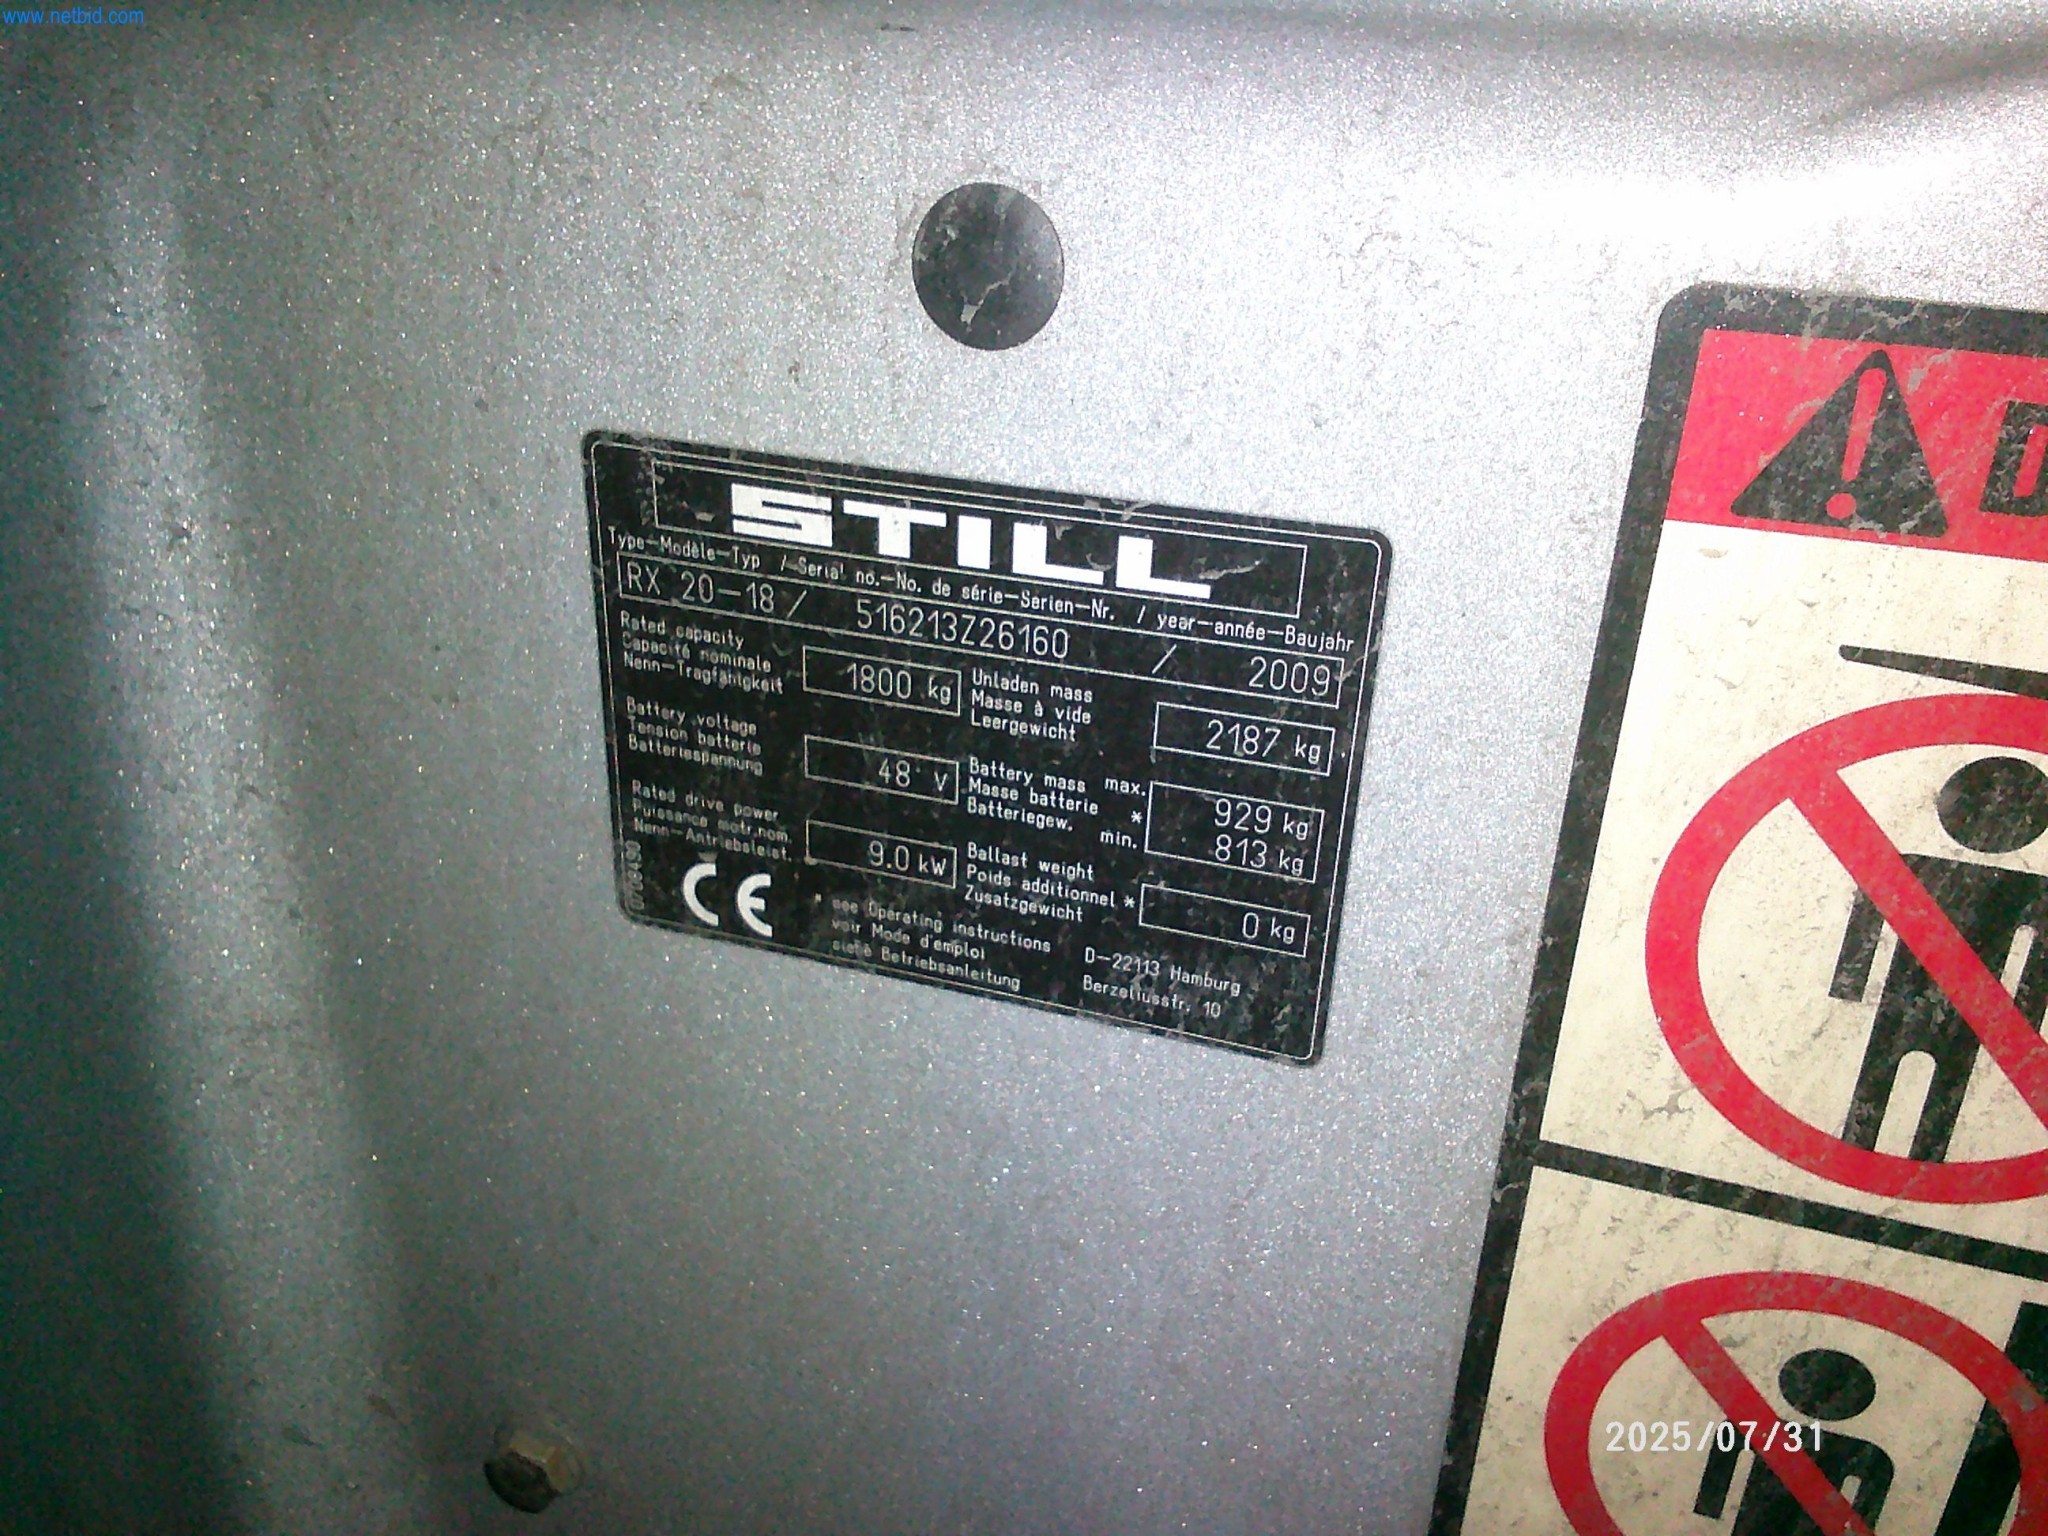 www.netbid.com
STILL
Type-Modèle-Typ / Serial no.-No. de série-Serien-Nr. / year-année-Baujahr
RX 20-18 / 516213Z26160 / 2009
Rated capacity
Capacité nominale
Nenn-Tragfähigkeit
1800 kg
Unladen mass
Masse à vide
Leergewicht
2187 kg
Battery voltage
Tension batterie
Batteriespannung
48 V
Battery mass max.
Masse batterie *
Batteriegew. min.
929 kg
813 kg
Rated drive power
Puissance motr.nom.
Nenn-Antriebsleist.
9.0 kW
Ballast weight
Poids additionnel *
Zusatzgewicht
0 kg
CE
* see Operating instructions
voir Mode d'emploi
siehe Betriebsanleitung
D-22113 Hamburg
Berzeliusstr. 10
2025/07/31